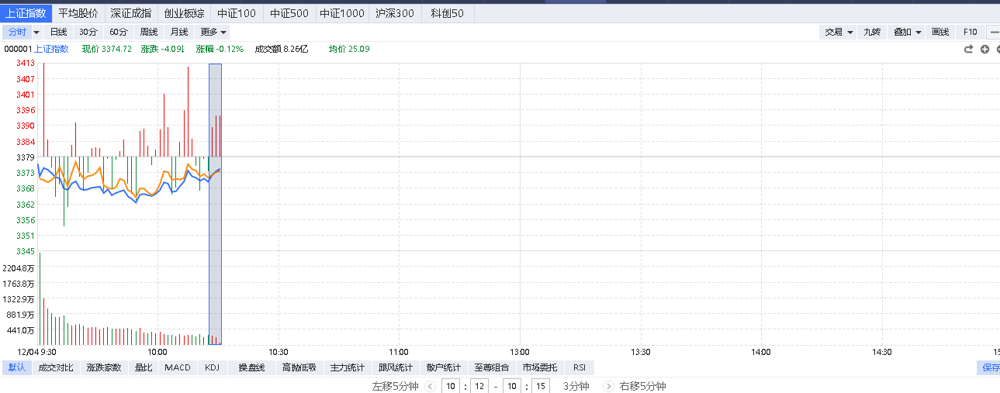 上证指数 平均股价 深证成指 创业板综 中证100 中证500 中证1000 沪深300 科创50
分时 日线 30分 60分 周线 月线 更多 交易 九转 叠加 画线 F10
000001 上证指数 现价 3374.72 涨跌 -4.09↓ 涨幅 -0.12% 成交额 8.26亿 均价 25.09
3413
3407
3401
3396
3390
3384
3379
3373
3368
3362
3356
3351
3345
2204.8万
1763.8万
1322.9万
881.9万
441.0万
12/04 9:30 10:00 10:30 11:00 13:00 13:30 14:00 14:30 15
默认 成交对比 涨跌家数 量比 MACD KDJ 操盘线 高抛低吸 主力统计 跟风统计 散户统计 至尊组合 市场委托 RSI 保存
左移5分钟 10 : 12 - 10 : 15 3分钟 右移5分钟